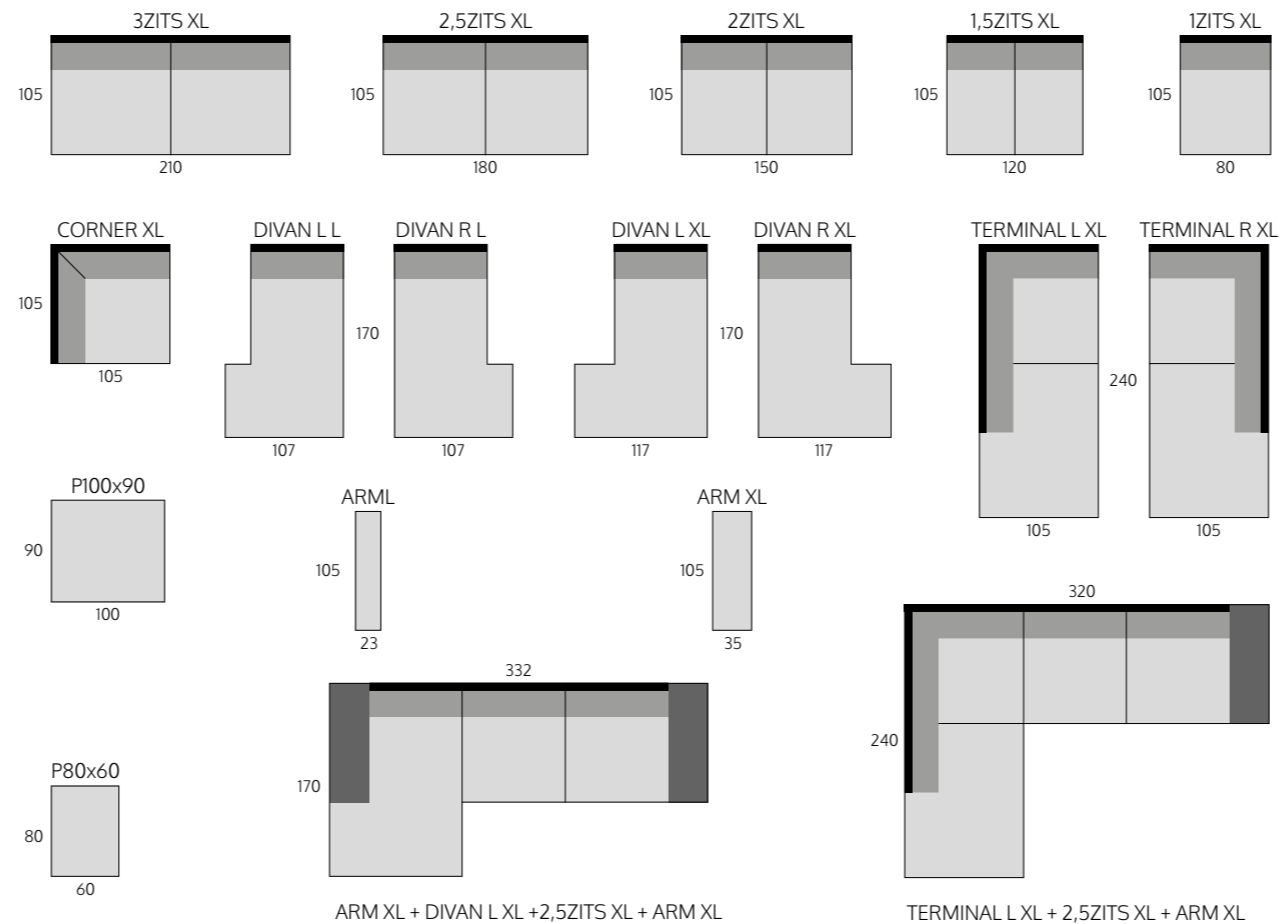 3ZITS XL
2,5ZITS XL
2ZITS XL
1,5ZITS XL
1ZITS XL
105
105
105
105
105
210
180
150
120
80
CORNER XL
DIVAN L L
DIVAN R L
DIVAN L XL
DIVAN R XL
TERMINAL L XL
TERMINAL R XL
105
170
170
240
105
107
107
117
117
105
105
P100x90
ARML
ARM XL
90
105
105
100
23
35
332
320
170
240
P80x60
80
60
ARM XL + DIVAN L XL +2,5ZITS XL + ARM XL
TERMINAL L XL + 2,5ZITS XL + ARM XL